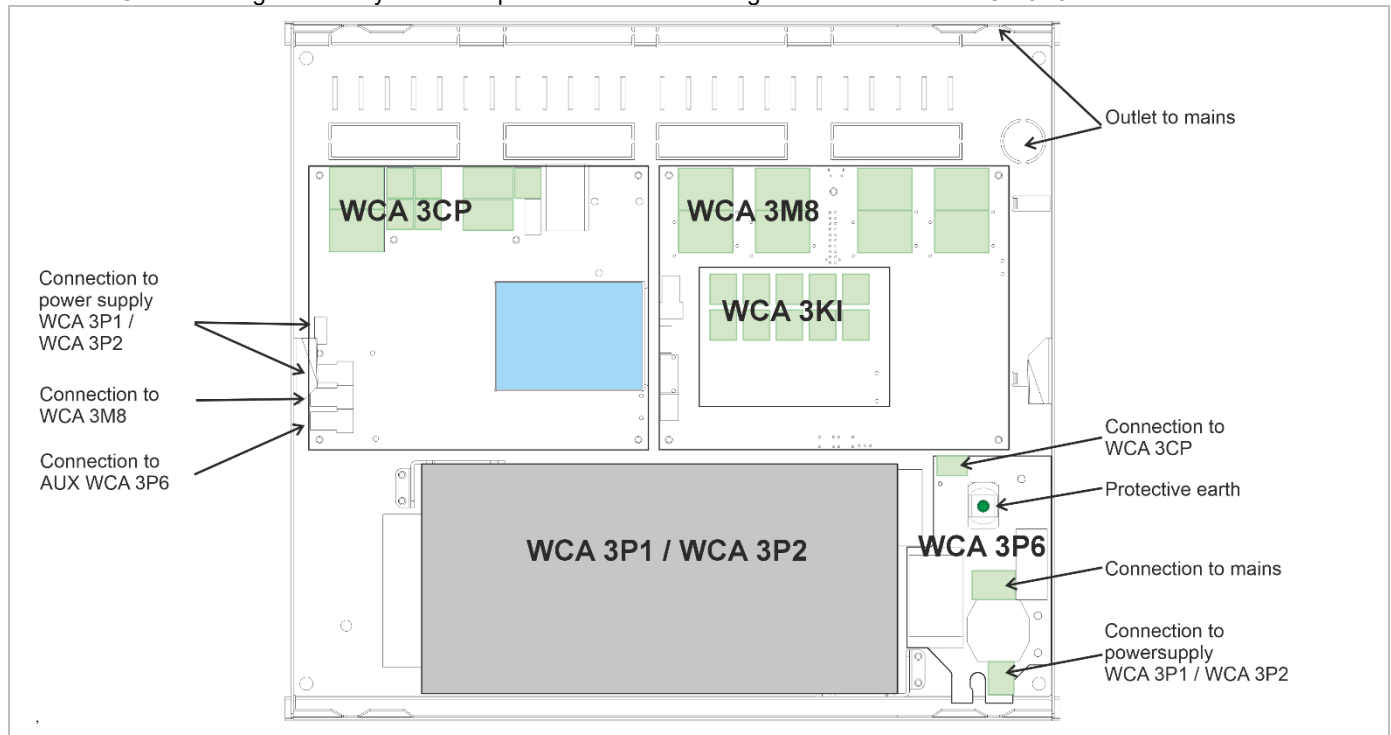 Outlet to mains
WCA 3CP
WCA 3M8
WCA 3KI
Connection to
power supply
WCA 3P1 /
WCA 3P2
Connection to
WCA 3M8
Connection to
AUX WCA 3P6
Connection to
WCA 3CP
Protective earth
WCA 3P1 / WCA 3P2
WCA 3P6
Connection to mains
Connection to
powersupply
WCA 3P1 / WCA 3P2